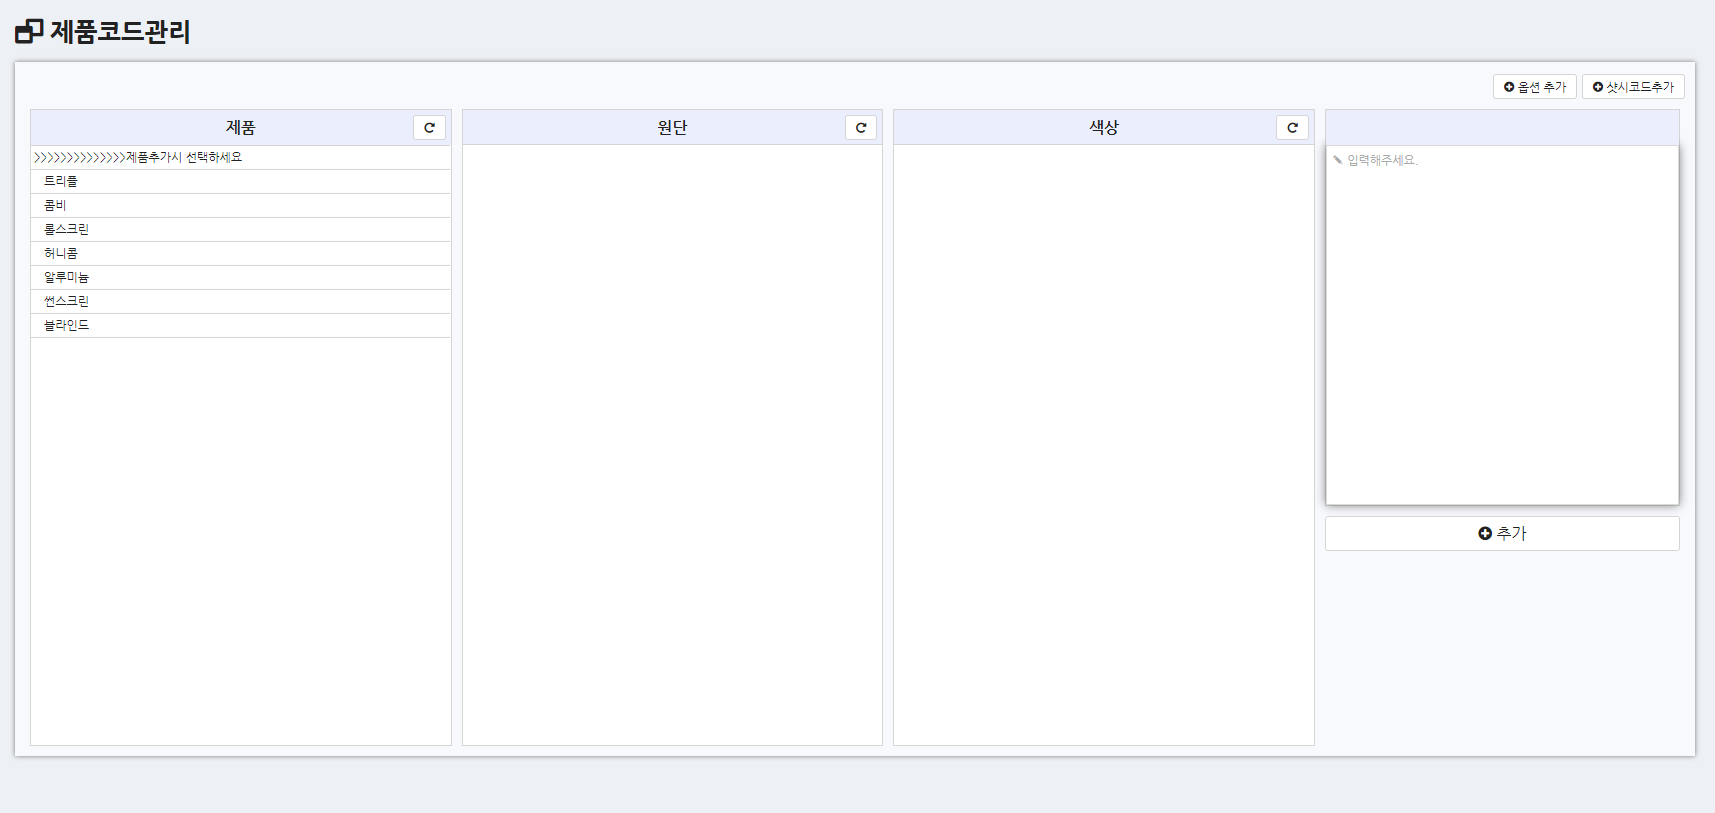 제품코드관리
옵션 추가
샷시코드추가
제품
원단
색상
>>>>>>>>>>>>>>제품추가시 선택하세요
트리플
콤비
롤스크린
허니콤
알루미늄
썬스크린
블라인드
입력해주세요.
추가